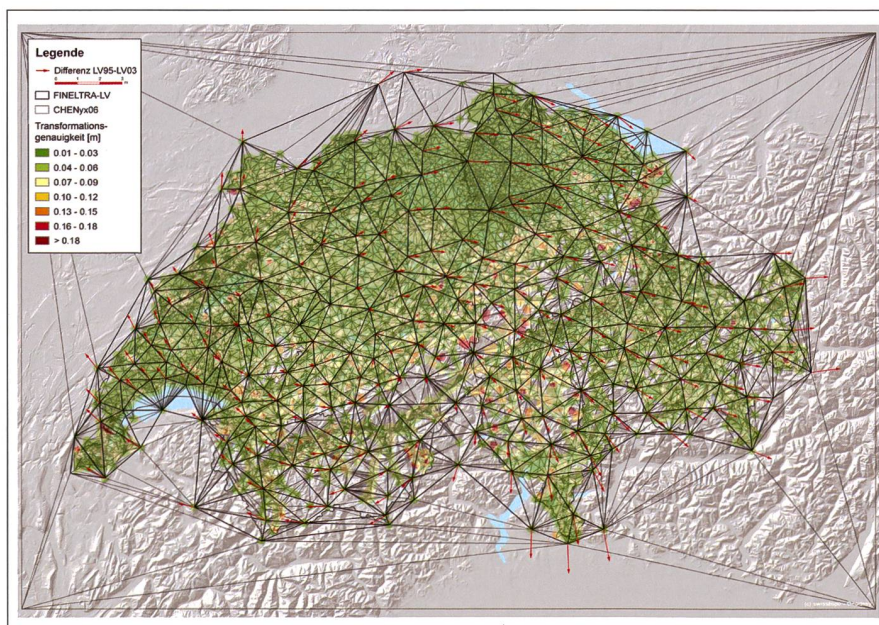 Legende
Differenz LV95-LV03
FINELTRA-LV
CHENyx06
Transformations-
genauigkeit [m]
0.01 - 0.03
0.04 - 0.06
0.07 - 0.09
0.10 - 0.12
0.13 - 0.15
0.16 - 0.18
> 0.18